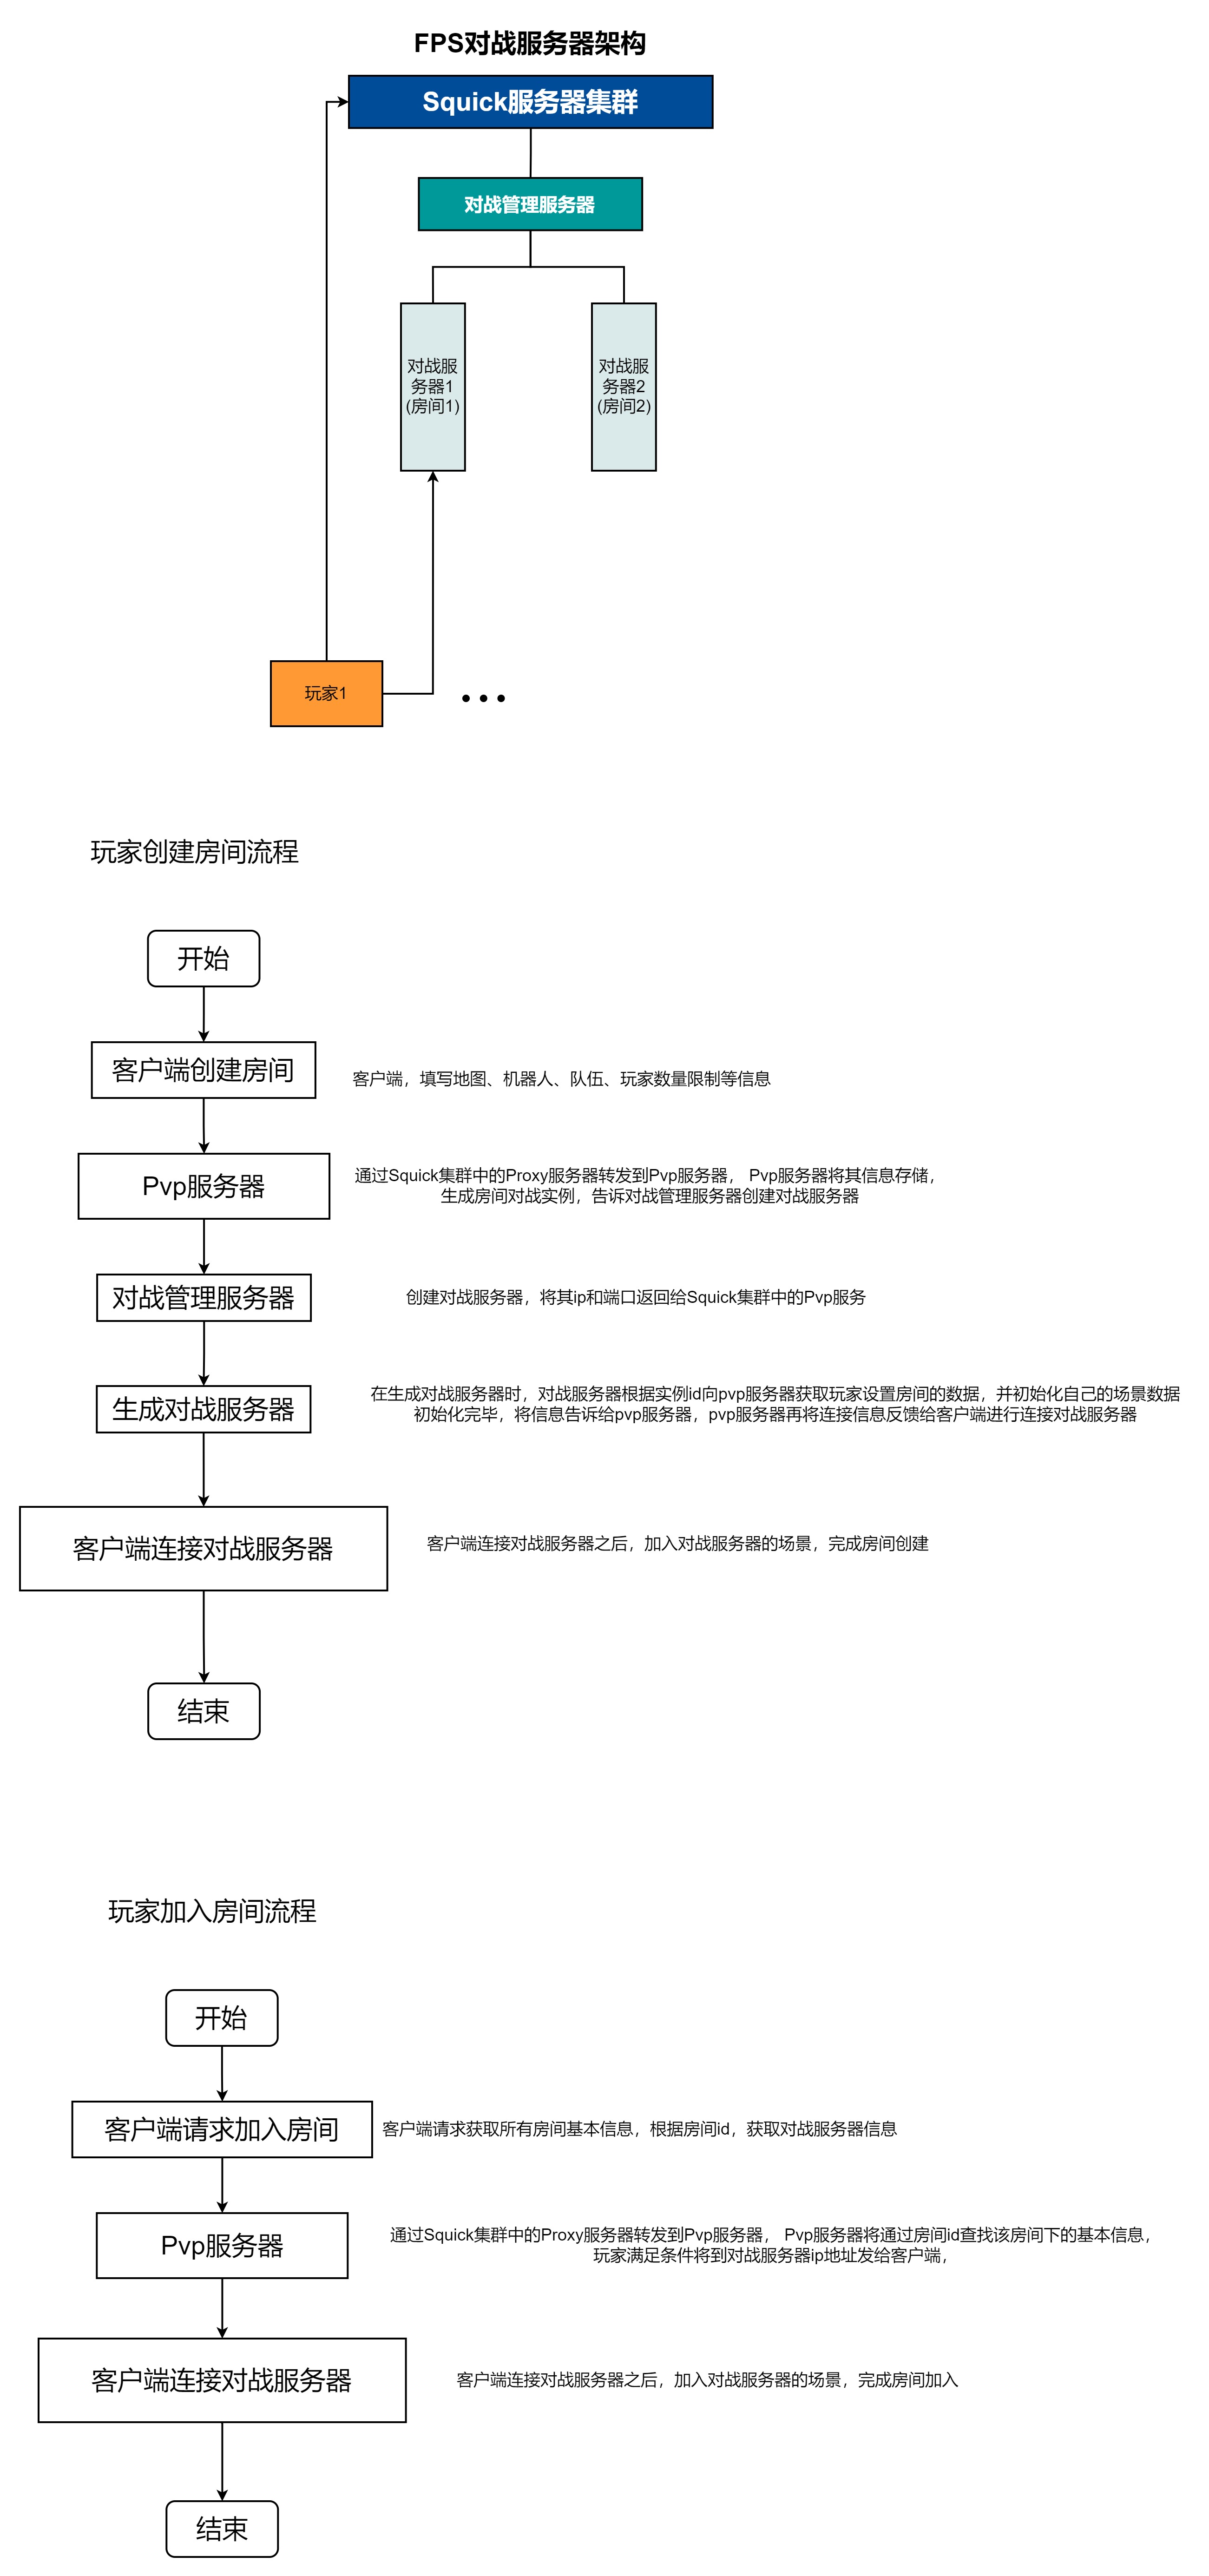 FPS对战服务器架构
Squick服务器集群
对战管理服务器
对战服
务器1
(房间1)
对战服
务器2
(房间2)
玩家1
玩家创建房间流程
开始
客户端创建房间
客户端，填写地图、机器人、队伍、玩家数量限制等信息
Pvp服务器
通过Squick集群中的Proxy服务器转发到Pvp服务器， Pvp服务器将其信息存储，
生成房间对战实例，告诉对战管理服务器创建对战服务器
对战管理服务器
创建对战服务器，将其ip和端口返回给Squick集群中的Pvp服务
生成对战服务器
在生成对战服务器时，对战服务器根据实例id向pvp服务器获取玩家设置房间的数据，并初始化自己的场景数据
初始化完毕，将信息告诉给pvp服务器，pvp服务器再将连接信息反馈给客户端进行连接对战服务器
客户端连接对战服务器
客户端连接对战服务器之后，加入对战服务器的场景，完成房间创建
结束
玩家加入房间流程
开始
客户端请求加入房间
客户端请求获取所有房间基本信息，根据房间id，获取对战服务器信息
Pvp服务器
通过Squick集群中的Proxy服务器转发到Pvp服务器， Pvp服务器将通过房间id查找该房间下的基本信息，
玩家满足条件将到对战服务器ip地址发给客户端，
客户端连接对战服务器
客户端连接对战服务器之后，加入对战服务器的场景，完成房间加入
结束